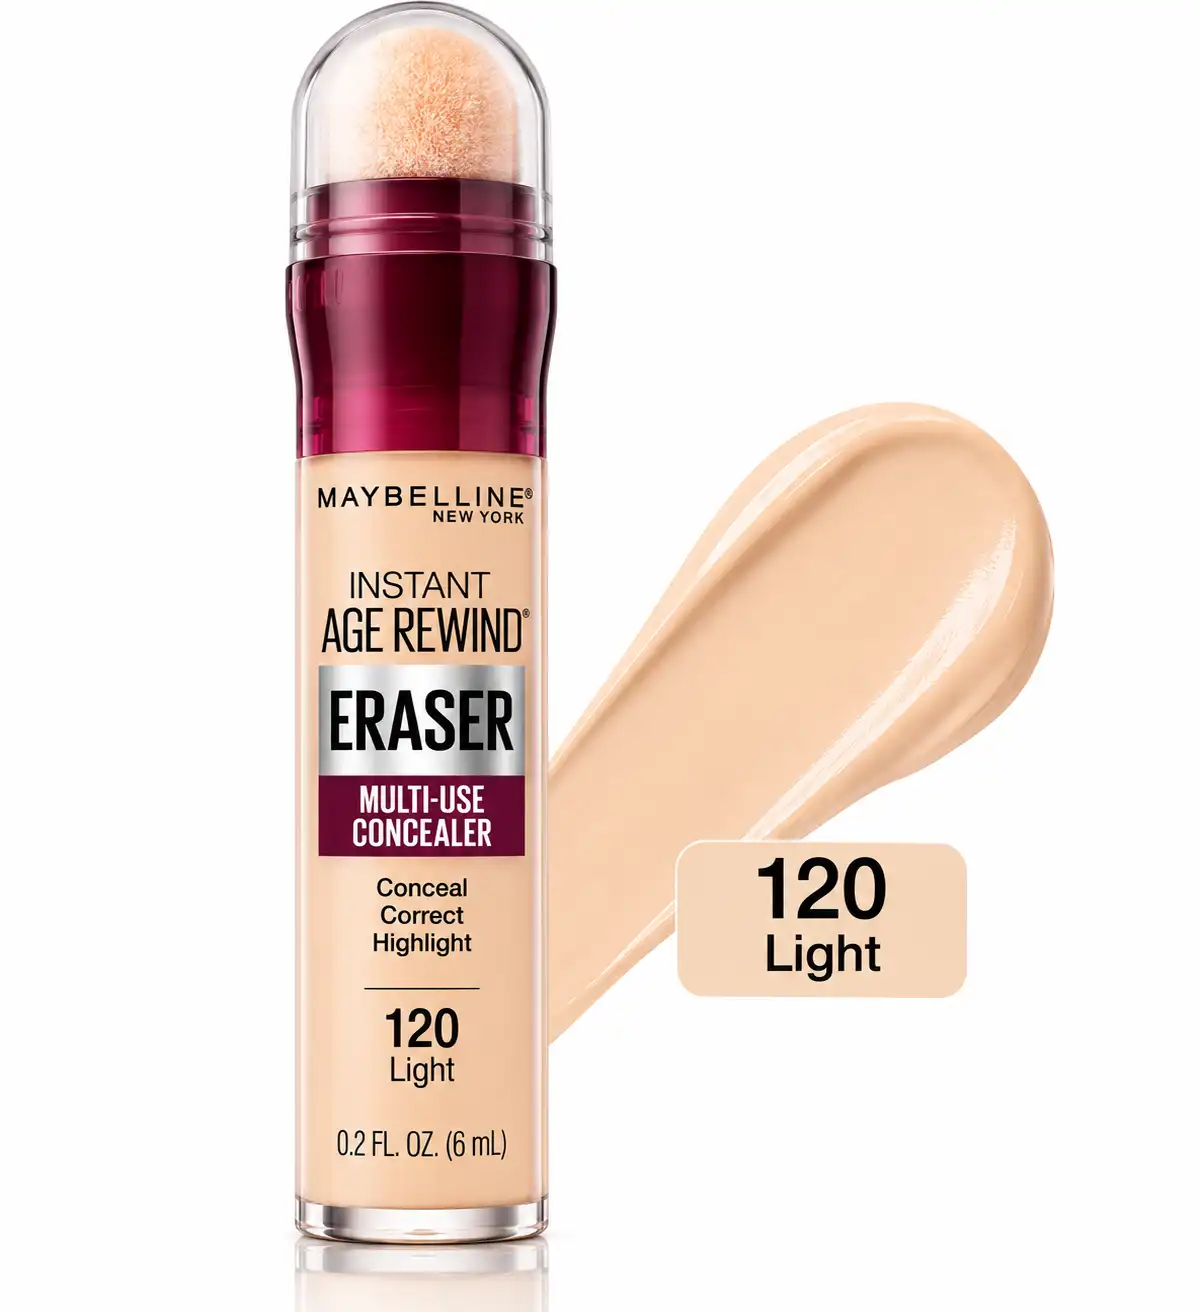 MAYBELLINE®
NEW YORK
INSTANT
AGE REWIND®
ERASER
MULTI-USE
CONCEALER
Conceal
Correct
Highlight
120
Light
0.2 FL. OZ. (6 mL)
120
Light